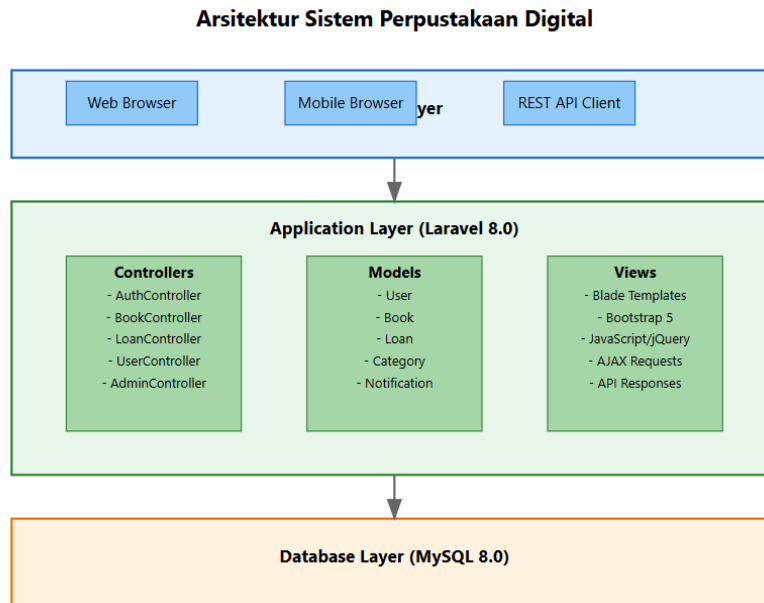 Arsitektur Sistem Perpustakaan Digital
Web Browser
Mobile Browser
REST API Client
Application Layer (Laravel 8.0)
Controllers
- AuthController
- BookController
- LoanController
- UserController
- AdminController
Models
- User
- Book
- Loan
- Category
- Notification
Views
- Blade Templates
- Bootstrap 5
- JavaScript/jQuery
- AJAX Requests
- API Responses
Database Layer (MySQL 8.0)